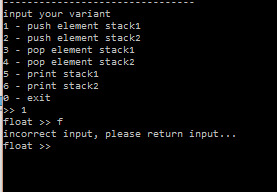 --------------------------------
input your variant
1 - push element stack1
2 - push element stack2
3 - pop element stack1
4 - pop element stack2
5 - print stack1
6 - print stack2
0 - exit
>> 1
float >> f
incorrect input, please return input...
float >>